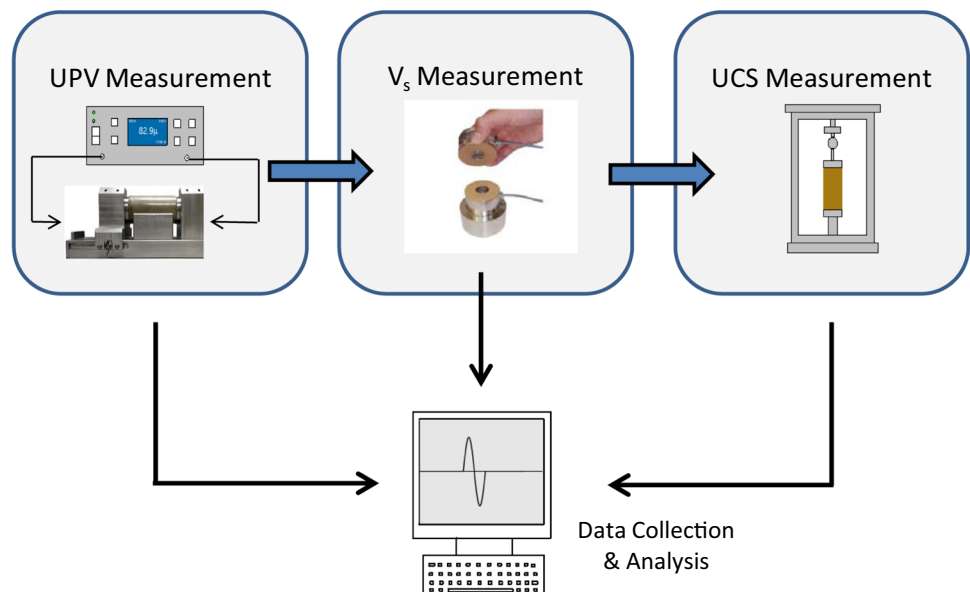 UPV Measurement
Vₛ Measurement
UCS Measurement
82.9µ
Data Collection
& Analysis